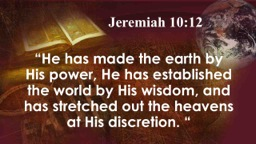 Jeremiah 10:12
“He has made the earth by
His power, He has established
the world by His wisdom, and
has stretched out the heavens
at His discretion. “